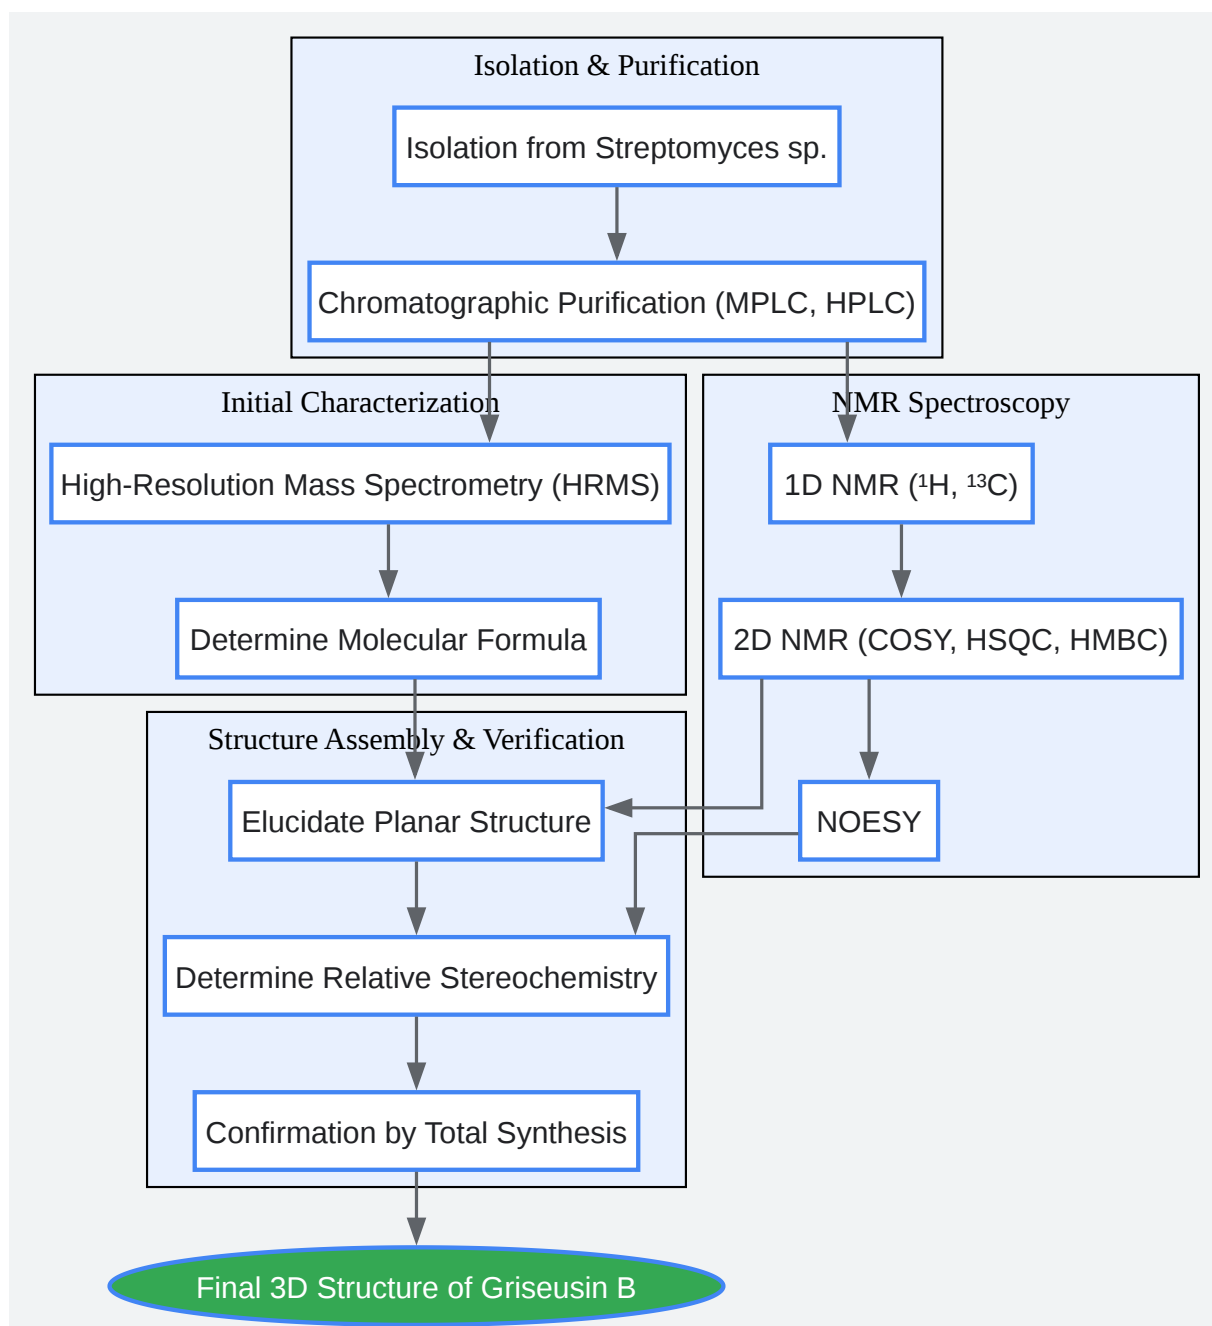 Isolation & Purification
Isolation from Streptomyces sp.
Chromatographic Purification (MPLC, HPLC)
Initial Characterization
High-Resolution Mass Spectrometry (HRMS)
Determine Molecular Formula
NMR Spectroscopy
1D NMR (¹H, ¹³C)
2D NMR (COSY, HSQC, HMBC)
NOESY
Structure Assembly & Verification
Elucidate Planar Structure
Determine Relative Stereochemistry
Confirmation by Total Synthesis
Final 3D Structure of Griseusin B